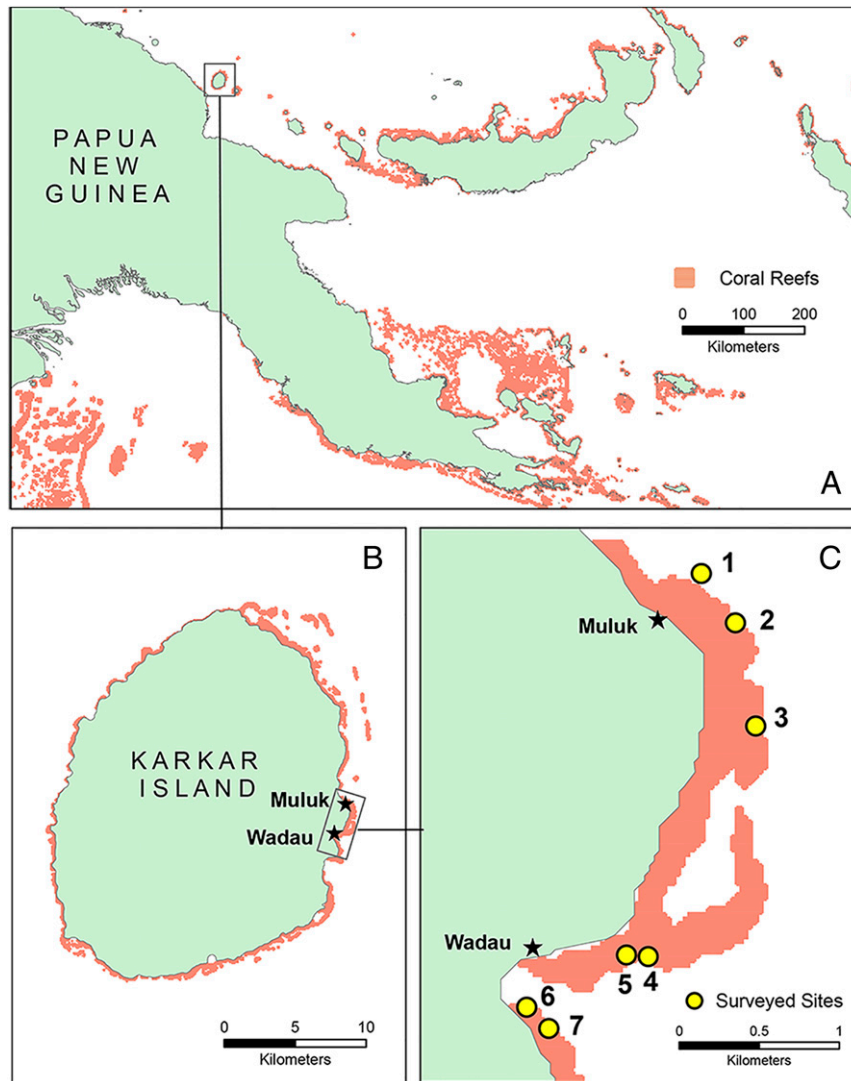 PAPUA
NEW
GUINEA
Coral Reefs
0 100 200
Kilometers
A
B
KARKAR
ISLAND
Muluk
Wadau
0 5 10
Kilometers
C
1
Muluk
2
3
Wadau
5 4
6
7
Surveyed Sites
0 0.5 1
Kilometers